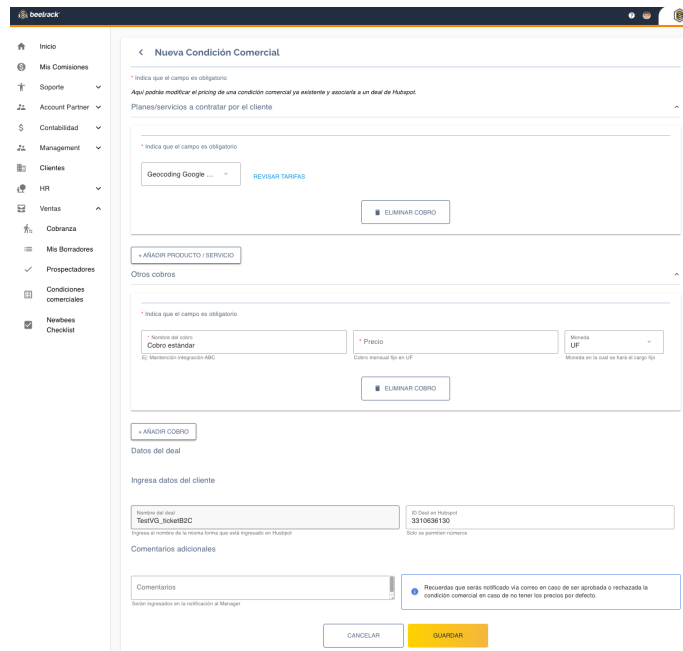 beetrack
Inicio
Mis Comisiones
Soporte
Account Partner
Contabilidad
Management
Clientes
HR
Ventas
Cobranza
Mis Borradores
Prospectadores
Condiciones
comerciales
Newbees
Checklist
Nueva Condición Comercial
* Indica que el campo es obligatorio
Aquí podrás modificar el pricing de una condición comercial ya existente y asociarla a un deal de Hubspot.
Planes/servicios a contratar por el cliente
* Indica que el campo es obligatorio
Geocoding Google ...
REVISAR TARIFAS
ELIMINAR COBRO
+ AÑADIR PRODUCTO / SERVICIO
Otros cobros
* Indica que el campo es obligatorio
* Nombre del cobro
Cobro estándar
Ej: Mantención integración ABC
* Precio
Cobro mensual fijo en UF
Moneda
UF
Moneda en la cual se hará el cargo fijo
ELIMINAR COBRO
+ AÑADIR COBRO
Datos del deal
Ingresa datos del cliente
Nombre del deal
TestVG_ticketB2C
Ingresa el nombre de la misma forma que está ingresado en Hustpot
ID Deal en Hubspot
3310636130
Solo se permiten números
Comentarios adicionales
Comentarios
Serán ingresados en la notificación al Manager
Recuerdas que serás notificado vía correo en caso de ser aprobada o rechazada la
condición comercial en caso de no tener los precios por defecto.
CANCELAR
GUARDAR